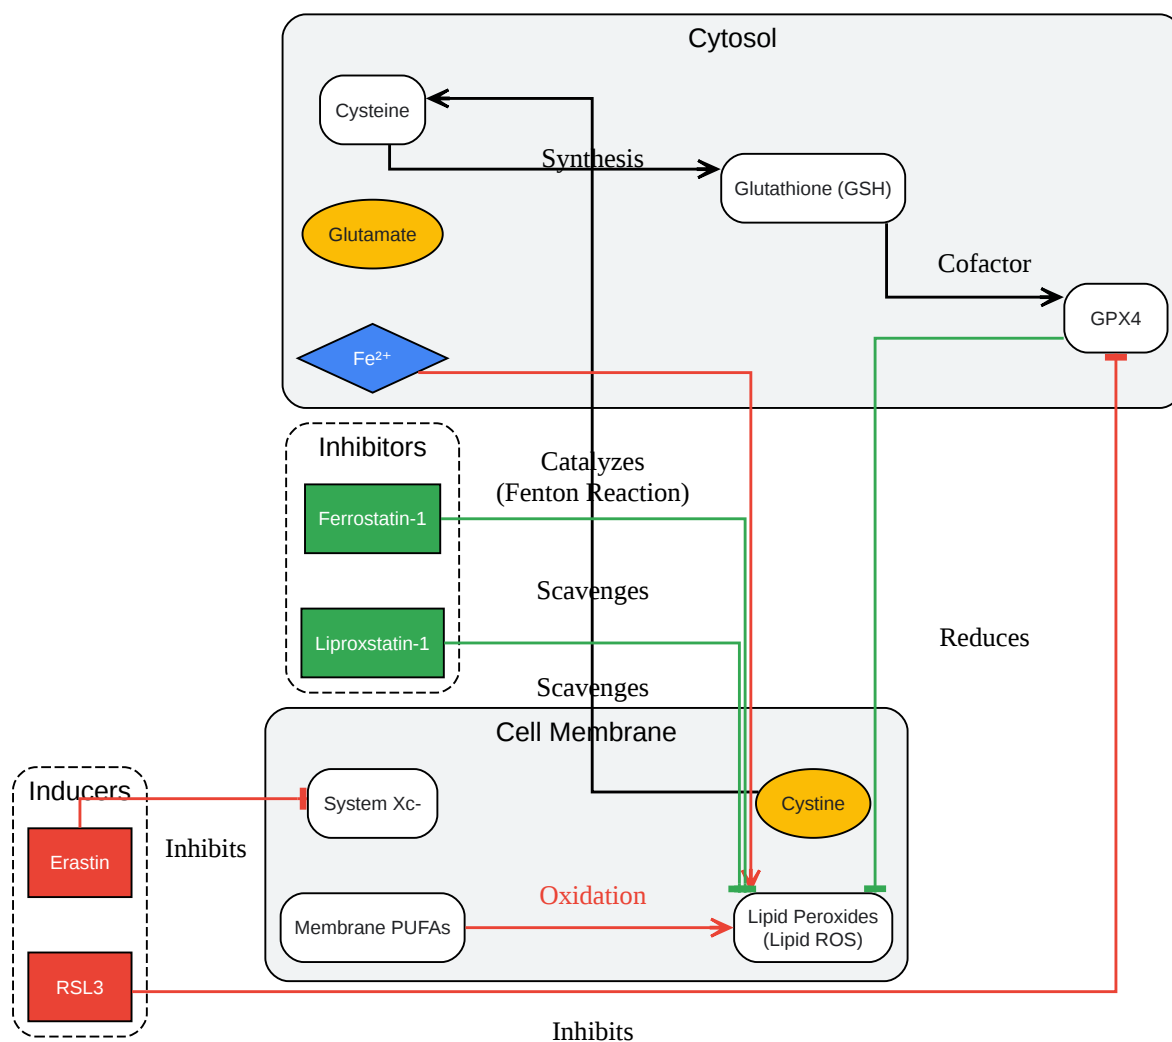 Cytosol
Cysteine
Synthesis
Glutathione (GSH)
Glutamate
Cofactor
GPX4
Fe²⁺
Inhibitors
Catalyzes
(Fenton Reaction)
Ferrostatin-1
Scavenges
Liproxstatin-1
Reduces
Scavenges
Cell Membrane
Inducers
System Xc-
Cystine
Erastin
Inhibits
Oxidation
Membrane PUFAs
Lipid Peroxides
(Lipid ROS)
RSL3
Inhibits